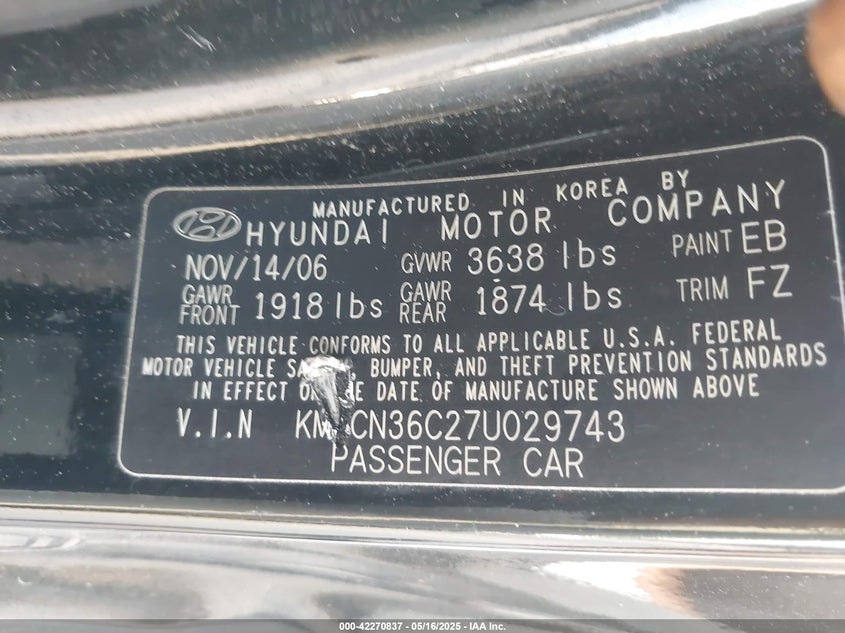 MANUFACTURED IN KOREA BY
HYUNDAI MOTOR COMPANY
NOV/14/06 GVWR 3638 lbs PAINT EB
GAWR FRONT 1918 lbs GAWR REAR 1874 lbs TRIM FZ
THIS VEHICLE CONFORMS TO ALL APPLICABLE U.S.A. FEDERAL
MOTOR VEHICLE BUMPER, AND THEFT PREVENTION STANDARDS
IN EFFECT DATE OF MANUFACTURE SHOWN ABOVE
V.I.N KM CN36C27U029743
PASSENGER CAR
000-42270837 - 05/16/2025 - IAA Inc.